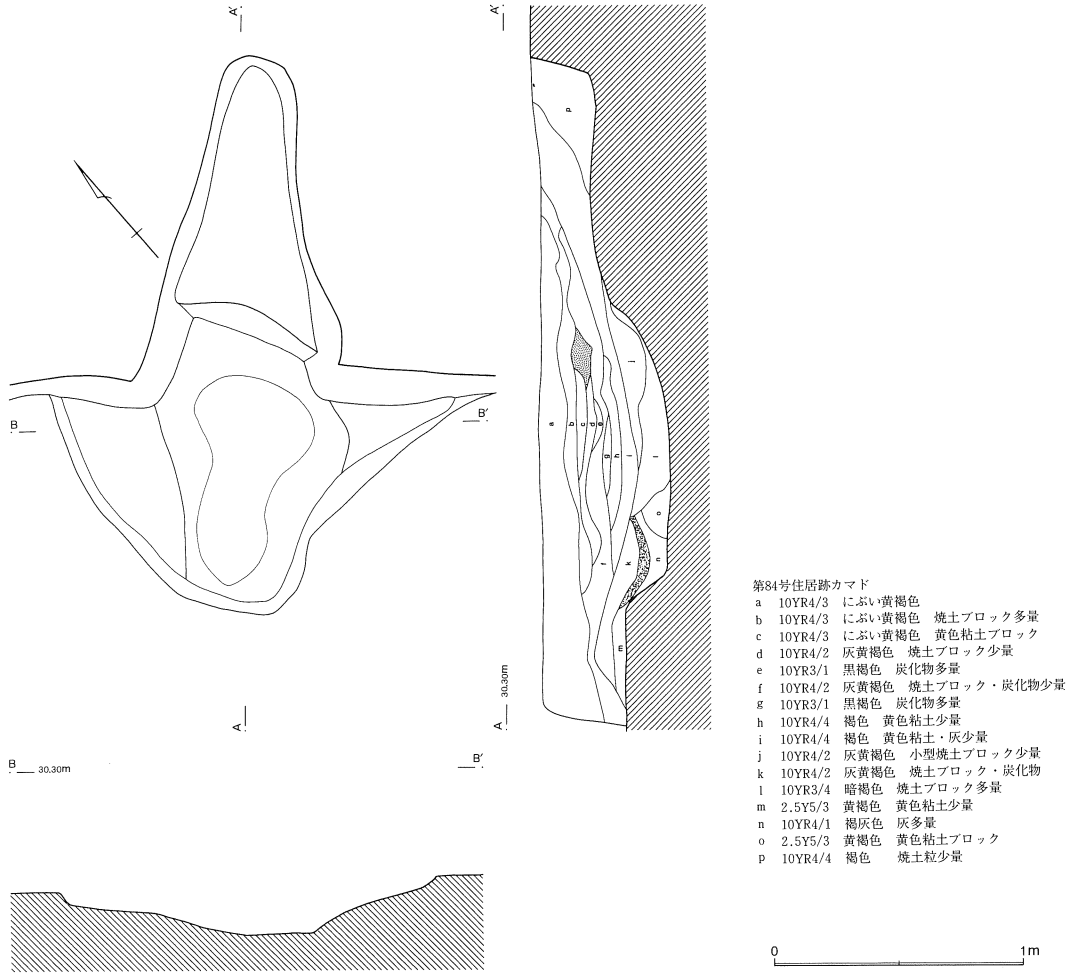 A′
A′
B
B′
A
A
30.30m
B
30.30m
B′
a
b
c
d
e
f
g
h
i
j
k
l
m
n
o
p
第84号住居跡カマド
a 10YR4/3 にぶい黄褐色
b 10YR4/3 にぶい黄褐色 焼土ブロック多量
c 10YR4/3 にぶい黄褐色 黄色粘土ブロック
d 10YR4/2 灰黄褐色 焼土ブロック少量
e 10YR3/1 黒褐色 炭化物多量
f 10YR4/2 灰黄褐色 焼土ブロック・炭化物少量
g 10YR3/1 黒褐色 炭化物多量
h 10YR4/4 褐色 黄色粘土少量
i 10YR4/4 褐色 黄色粘土・灰少量
j 10YR4/2 灰黄褐色 小型焼土ブロック少量
k 10YR4/2 灰黄褐色 焼土ブロック・炭化物
l 10YR3/4 暗褐色 焼土ブロック多量
m 2.5Y5/3 黄褐色 黄色粘土少量
n 10YR4/1 褐灰色 灰多量
o 2.5Y5/3 黄褐色 黄色粘土ブロック
p 10YR4/4 褐色 焼土粒少量
0 1m